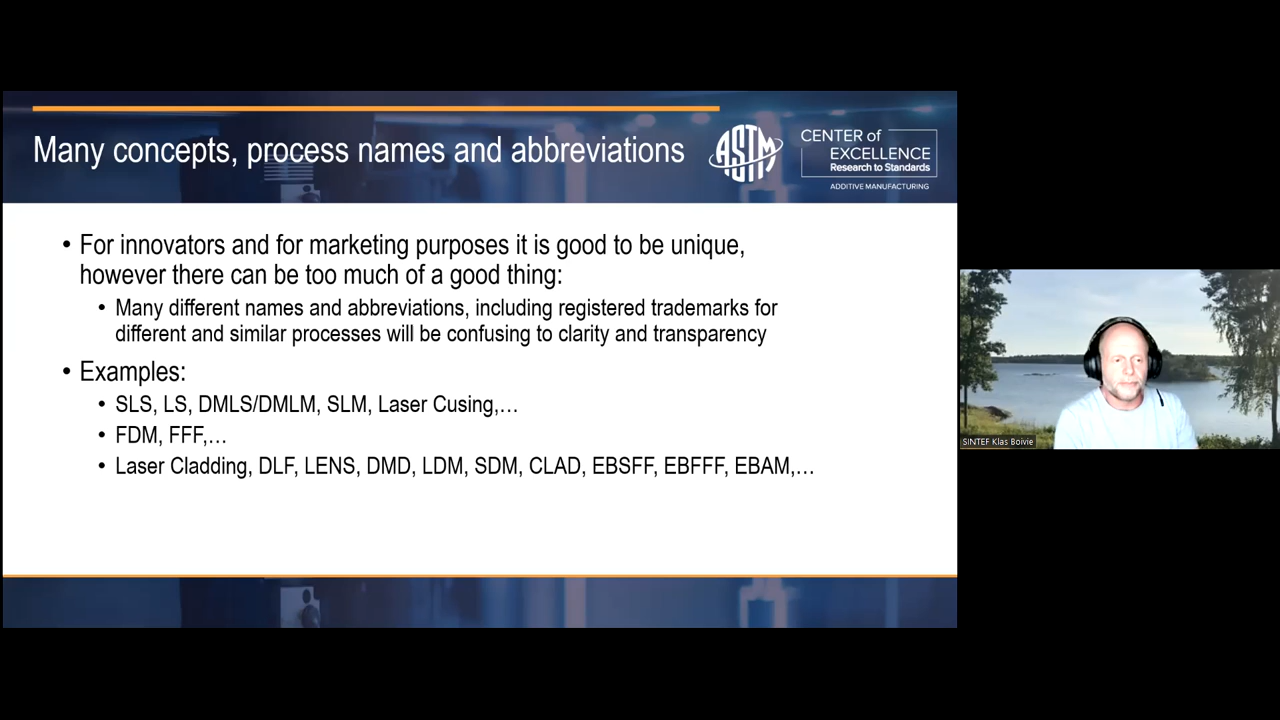 Many concepts, process names and abbreviations
ASTM
CENTER of
EXCELLENCE
Research to Standards
ADDITIVE MANUFACTURING
• For innovators and for marketing purposes it is good to be unique,
however there can be too much of a good thing:
• Many different names and abbreviations, including registered trademarks for
different and similar processes will be confusing to clarity and transparency
• Examples:
• SLS, LS, DMLS/DMLM, SLM, Laser Cusing,…
• FDM, FFF,…
• Laser Cladding, DLF, LENS, DMD, LDM, SDM, CLAD, EBSFF, EBFFF, EBAM,…
SINTEF Klas Boivie